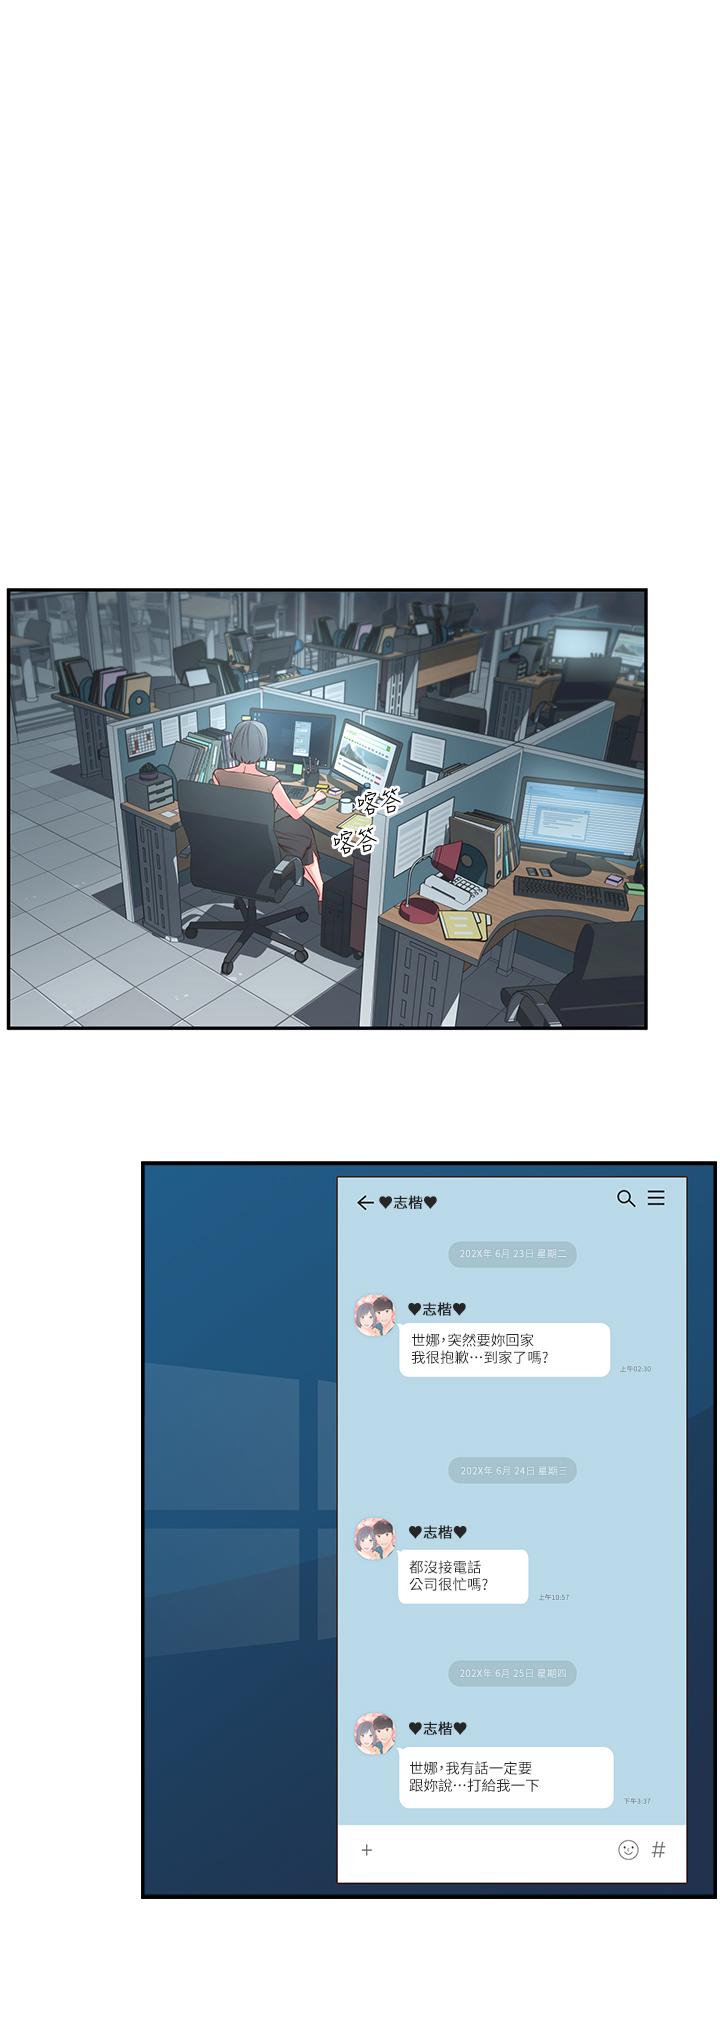 喀答
喀答
♥志楷♥
202X年 6月 23日 星期二
♥志楷♥
世娜，突然要妳回家
我很抱歉…到家了嗎?
上午02:30
202X年 6月 24日 星期三
♥志楷♥
都沒接電話
公司很忙嗎?
上午10:57
202X年 6月 25日 星期四
♥志楷♥
世娜，我有話一定要
跟妳說…打給我一下
下午3:37